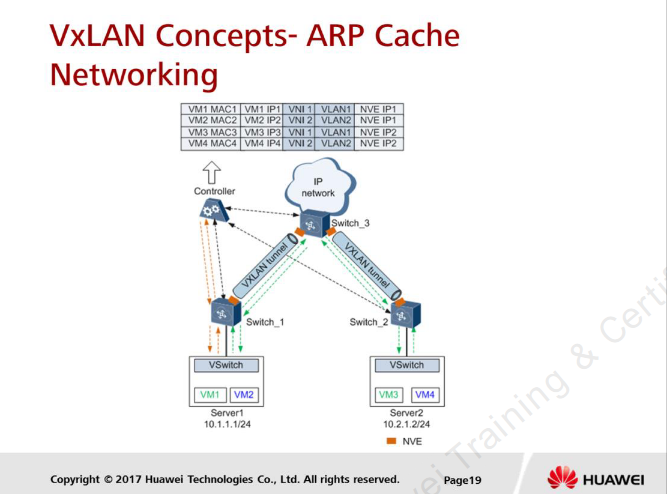 VxLAN Concepts- ARP Cache
Networking
VM1 MAC1 VM1 IP1 VNI 1 VLAN1 NVE IP1
VM2 MAC2 VM2 IP2 VNI 2 VLAN2 NVE IP1
VM3 MAC3 VM3 IP3 VNI 1 VLAN1 NVE IP2
VM4 MAC4 VM4 IP4 VNI 2 VLAN2 NVE IP2
Controller
IP
network
Switch_3
VXLAN tunnel
VXLAN tunnel
Switch_1
Switch_2
VSwitch
VSwitch
VM1 VM2
VM3 VM4
Server1
10.1.1.1/24
Server2
10.2.1.2/24
NVE
Training & Certi
Copyright © 2017 Huawei Technologies Co., Ltd. All rights reserved.
Page19
HUAWEI